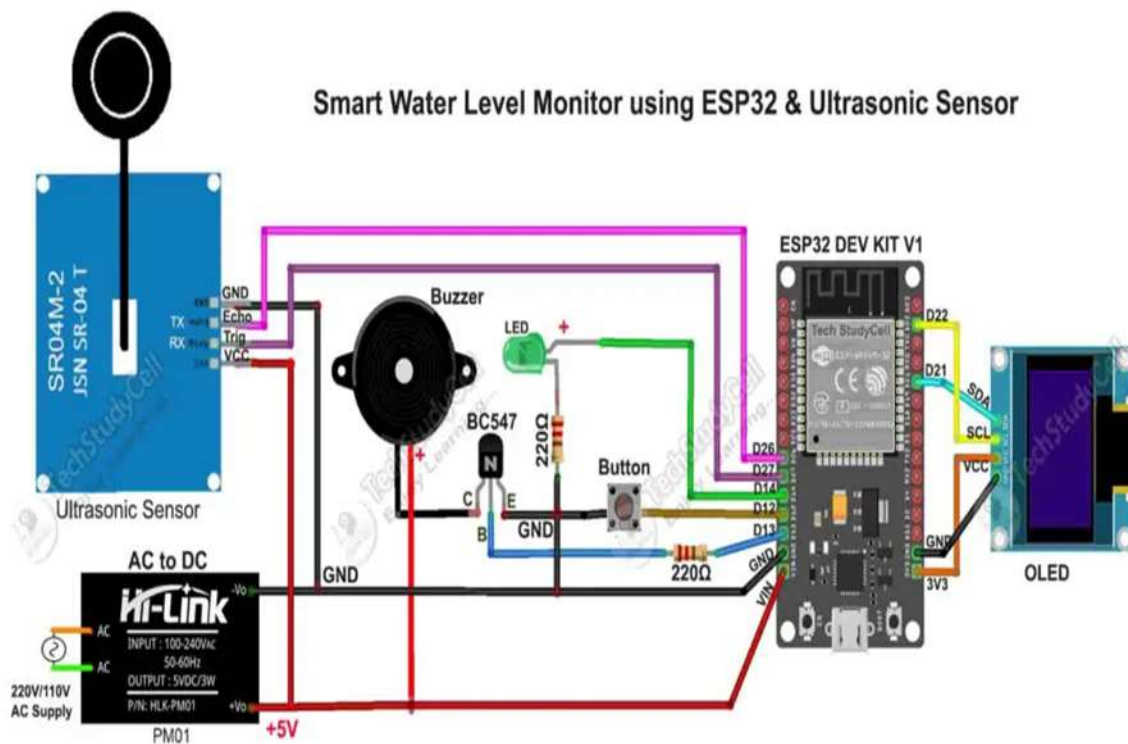 Smart Water Level Monitor using ESP32 & Ultrasonic Sensor
SR04M-2
JSN SR-04 T
GND
TX Echo
RX Trig
VCC
Ultrasonic Sensor
Buzzer
+
LED
+
220Ω
BC547
N
C
B
E
GND
Button
220Ω
ESP32 DEV KIT V1
Tech StudyCell
D22
D21
D26
D27
D14
D12
D13
GND
VIN
GND
3V3
SDA
SCL
VCC
OLED
AC to DC
Hi-Link
INPUT : 100-240VAC
50-60Hz
OUTPUT : 5VDC/3W
P/N: HLK-PM01
AC
AC
-Vo
+Vo
PM01
220V/110V
AC Supply
GND
+5V
TechStudyCell
TechStudyCell
TechStudyCell